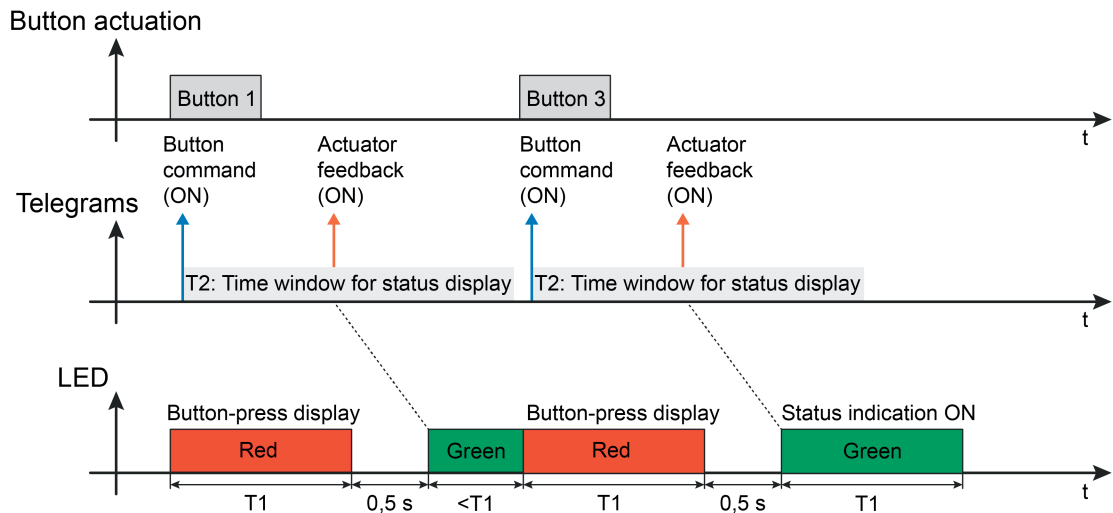 Button actuation
Button 1
Button 3
t
Button
command
(ON)
Actuator
feedback
(ON)
Button
command
(ON)
Actuator
feedback
(ON)
Telegrams
T2: Time window for status display
T2: Time window for status display
t
LED
Button-press display
Button-press display
Status indication ON
Red
Green
Red
Green
t
T1
0,5 s
<T1
T1
0,5 s
T1